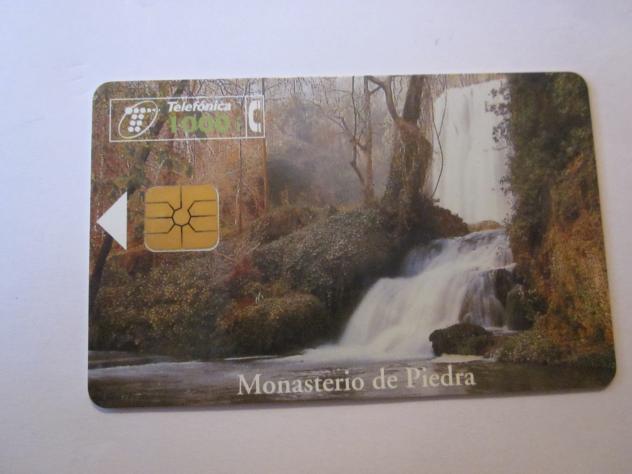 Telefónica
1000
Monasterio de Piedra